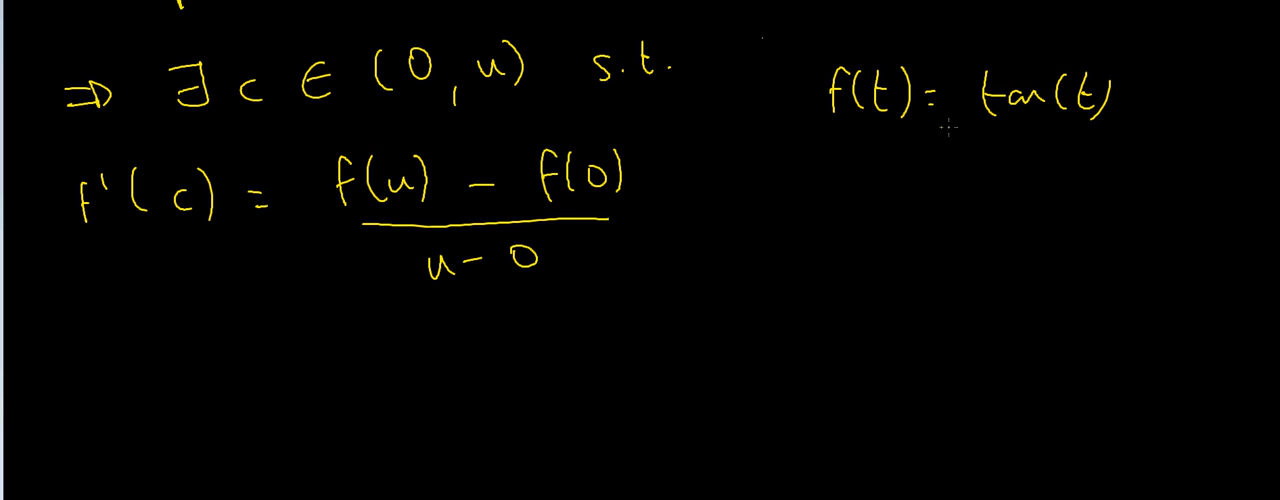 ⇒ ∃ c ∈ (0, u) s.t.
f(t) = tan(t)
f'(c) = f(u) - f(0)
u - 0